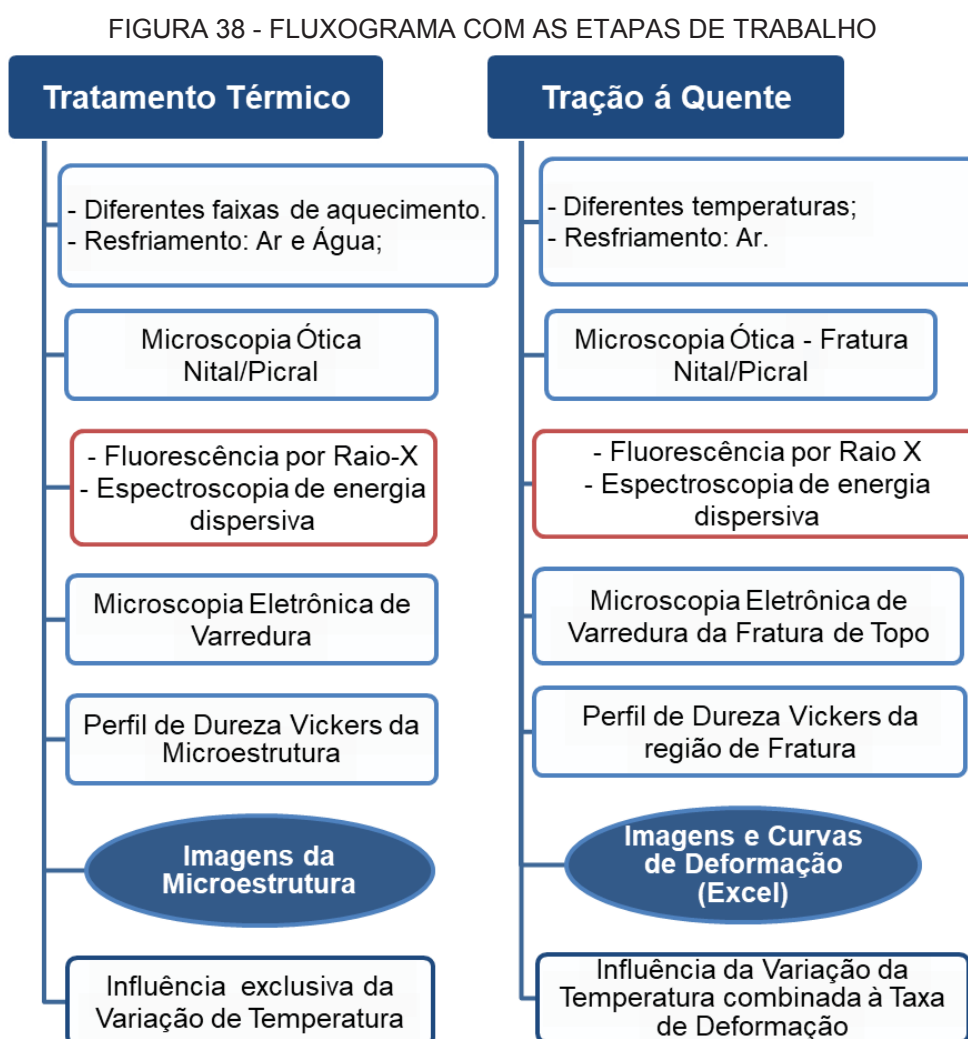 FIGURA 38 - FLUXOGRAMA COM AS ETAPAS DE TRABALHO
Tratamento Térmico
- Diferentes faixas de aquecimento.
- Resfriamento: Ar e Água;
Microscopia Ótica
Nital/Picral
- Fluorescência por Raio-X
- Espectroscopia de energia
dispersiva
Microscopia Eletrônica de
Varredura
Perfil de Dureza Vickers da
Microestrutura
Imagens da
Microestrutura
Influência exclusiva da
Variação de Temperatura
Tração á Quente
- Diferentes temperaturas;
- Resfriamento: Ar.
Microscopia Ótica - Fratura
Nital/Picral
- Fluorescência por Raio X
- Espectroscopia de energia
dispersiva
Microscopia Eletrônica de
Varredura da Fratura de Topo
Perfil de Dureza Vickers da
região de Fratura
Imagens e Curvas
de Deformação
(Excel)
Influência da Variação da
Temperatura combinada à Taxa
de Deformação